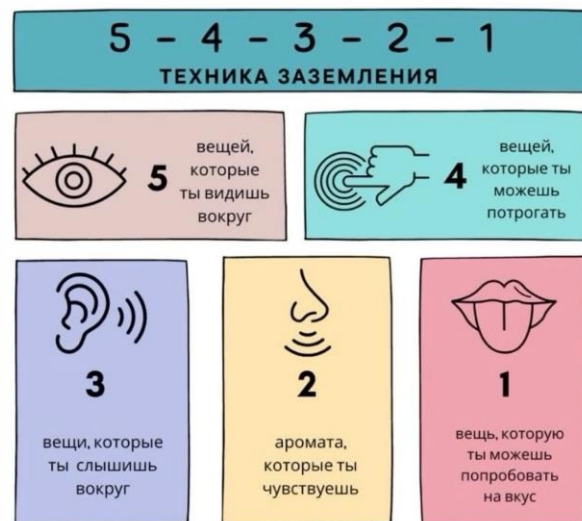 5 – 4 – 3 – 2 – 1
ТЕХНИКА ЗАЗЕМЛЕНИЯ
5
вещей,
которые
ты видишь
вокруг
4
вещей,
которые ты
можешь
потрогать
3
вещи, которые
ты слышишь
вокруг
2
аромата,
которые ты
чувствуешь
1
вещь, которую
ты можешь
попробовать
на вкус